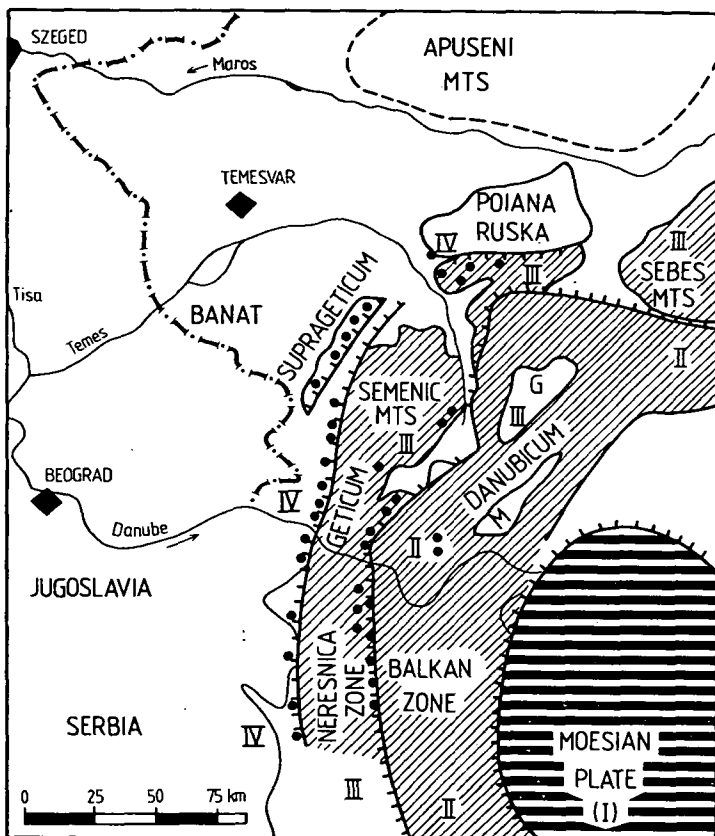 SZEGED
Maros
APUSENI
MTS
TEMESVAR
POIANA
RUSKA
IV
III
III
SEBES
MTS
Tisa
Temes
BANAT
SUPRAGETICUM
II
SEMENIC
MTS
III
G
III
DANUBICUM
M
BEOGRAD
IV
GETICUM
Danube
II
JUGOSLAVIA
NERESNICA
ZONE
BALKAN
ZONE
SERBIA
IV
III
II
MOESIAN
PLATE
(I)
0 25 50 75 km